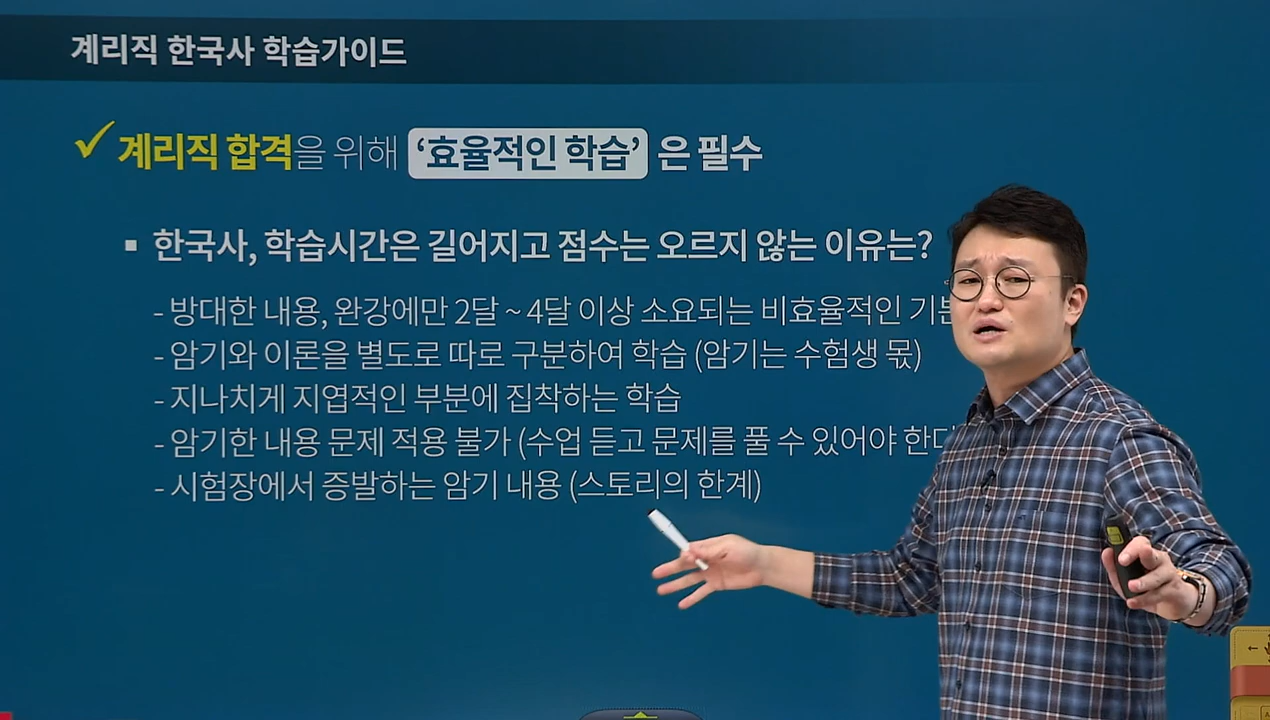 계리직 한국사 학습가이드
계리직 합격을 위해 '효율적인 학습' 은 필수
▪ 한국사, 학습시간은 길어지고 점수는 오르지 않는 이유는?
- 방대한 내용, 완강에만 2달 ~ 4달 이상 소요되는 비효율적인
- 암기와 이론을 별도로 따로 구분하여 학습 (암기는 수험생 몫)
- 지나치게 지엽적인 부분에 집착하는 학습
- 암기한 내용 문제 적용 불가 (수업 듣고 문제를 풀 수 있어야
- 시험장에서 증발하는 암기 내용 (스토리의 한계)